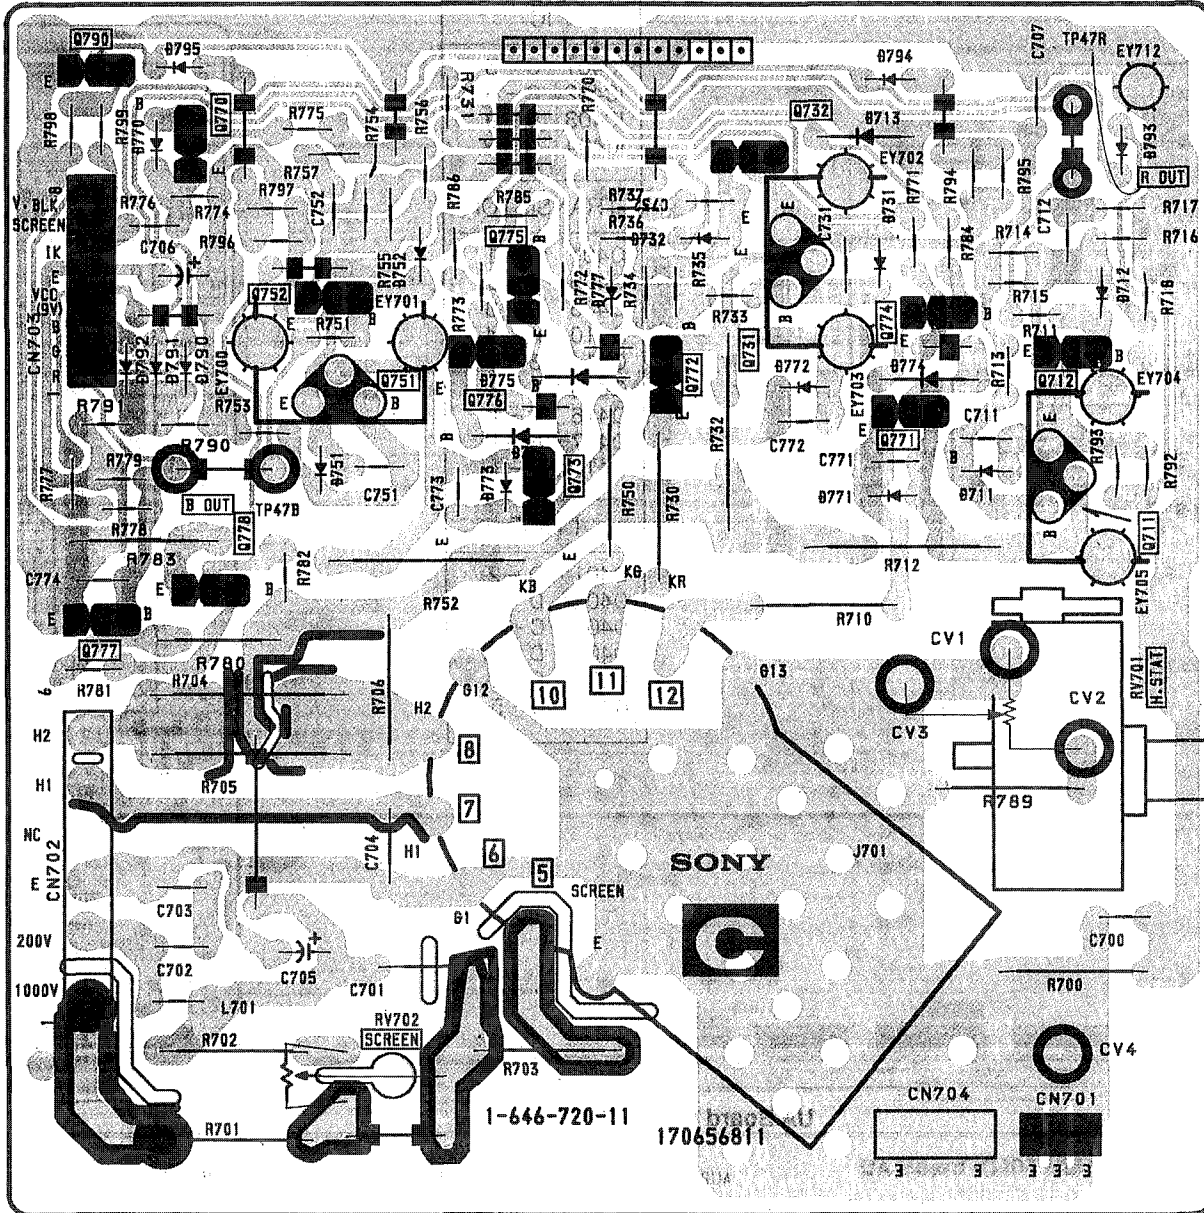 Q790
D795
D794
C707
TP47R
EY712
E
B
Q770
R775
R754
R756
R731
R770
Q732
D713
R798
R799
D770
E
EY702
R795
D793
R OUT
V.BLK
SCREEN
R776
R774
R797
R757
C752
R786
R785
R737
R736
D732
C731
D731
R771
R794
C712
R717
R716
IK
C706
R796
Q775
B
E
R784
R714
E
R755
D752
R773
R772
D777
R734
R735
R733
R715
D712
R718
VCC
(9V)
B
G
R
CN703
Q752
EY701
R751
B
E
Q774
R711
D792
D791
D790
EY700
R753
Q751
E
B
D775
Q776
Q772
Q731
D772
EY703
D774
R713
Q712
EY704
R791
R790
B
R732
C772
Q771
C711
R777
R779
D751
C751
C773
D773
Q773
R750
R730
C771
D771
D711
R793
R792
B OUT
TP47B
R778
Q778
Q711
R783
R782
C774
E
B
R752
KB
KG
KR
R712
EY705
Q777
R710
CV1
RV701
H.STAT
R781
R780
R704
R706
G12
10
11
12
G13
CV2
CV3
H2
H2
8
H1
R705
7
R789
NC
C704
H1
6
CN702
SONY
J701
E
5
SCREEN
C703
G1
200V
C702
C705
C701
E
C700
1000V
L701
RV702
SCREEN
R700
R702
R703
CV4
CN704
CN701
R701
1-646-720-11
170656811
E
E
E
E
E